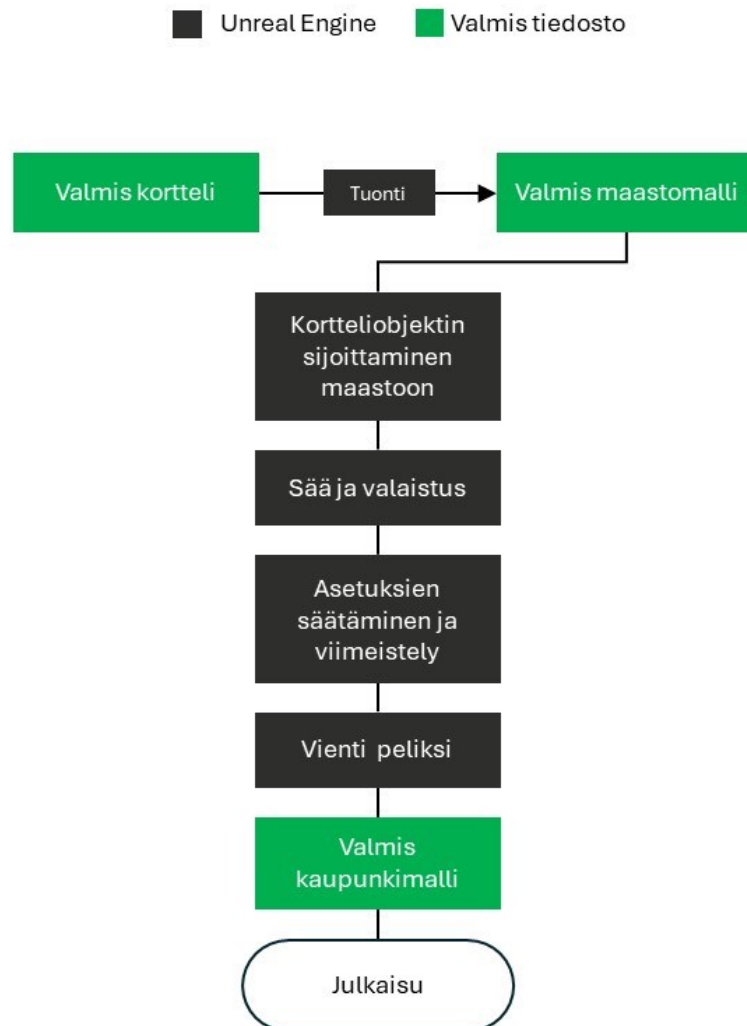 Unreal Engine
Valmis tiedosto
Valmis kortteli
Tuonti
Valmis maastomalli
Kortteliobjektin
sijoittaminen
maastoon
Sää ja valaistus
Asetuksien
säätäminen ja
viimeistely
Vienti peliksi
Valmis
kaupunkimalli
Julkaisu